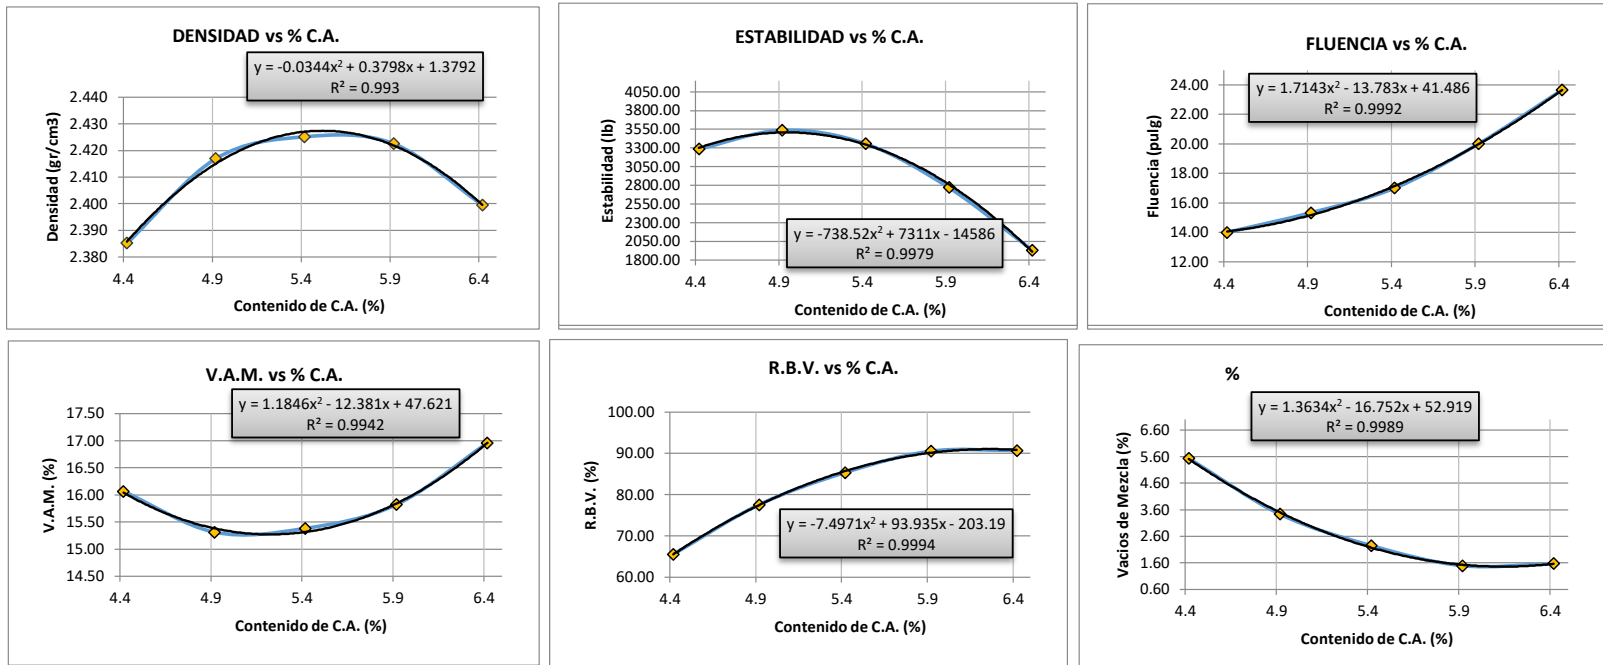 DENSIDAD vs % C.A.
y = -0.0344x² + 0.3798x + 1.3792
R² = 0.993
2.440
2.430
2.420
2.410
2.400
2.390
2.380
Densidad (gr/cm3)
4.4 4.9 5.4 5.9 6.4
Contenido de C.A. (%)
ESTABILIDAD vs % C.A.
4050.00
3800.00
3550.00
3300.00
3050.00
2800.00
2550.00
2300.00
2050.00
1800.00
Estabilidad (lb)
y = -738.52x² + 7311x - 14586
R² = 0.9979
4.4 4.9 5.4 5.9 6.4
Contenido de C.A. (%)
FLUENCIA vs % C.A.
y = 1.7143x² - 13.783x + 41.486
R² = 0.9992
24.00
22.00
20.00
18.00
16.00
14.00
12.00
Fluencia (pulg)
4.4 4.9 5.4 5.9 6.4
Contenido de C.A. (%)
V.A.M. vs % C.A.
y = 1.1846x² - 12.381x + 47.621
R² = 0.9942
17.50
17.00
16.50
16.00
15.50
15.00
14.50
V.A.M. (%)
4.4 4.9 5.4 5.9 6.4
Contenido de C.A. (%)
R.B.V. vs % C.A.
100.00
90.00
80.00
70.00
60.00
R.B.V. (%)
y = -7.4971x² + 93.935x - 203.19
R² = 0.9994
4.4 4.9 5.4 5.9 6.4
Contenido de C.A. (%)
%
y = 1.3634x² - 16.752x + 52.919
R² = 0.9989
6.60
5.60
4.60
3.60
2.60
1.60
0.60
Vacios de Mezcla (%)
4.4 4.9 5.4 5.9 6.4
Contenido de C.A. (%)